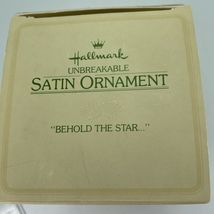 Hallmark
UNBREAKABLE
SATIN ORNAMENT
"BEHOLD THE STAR..."